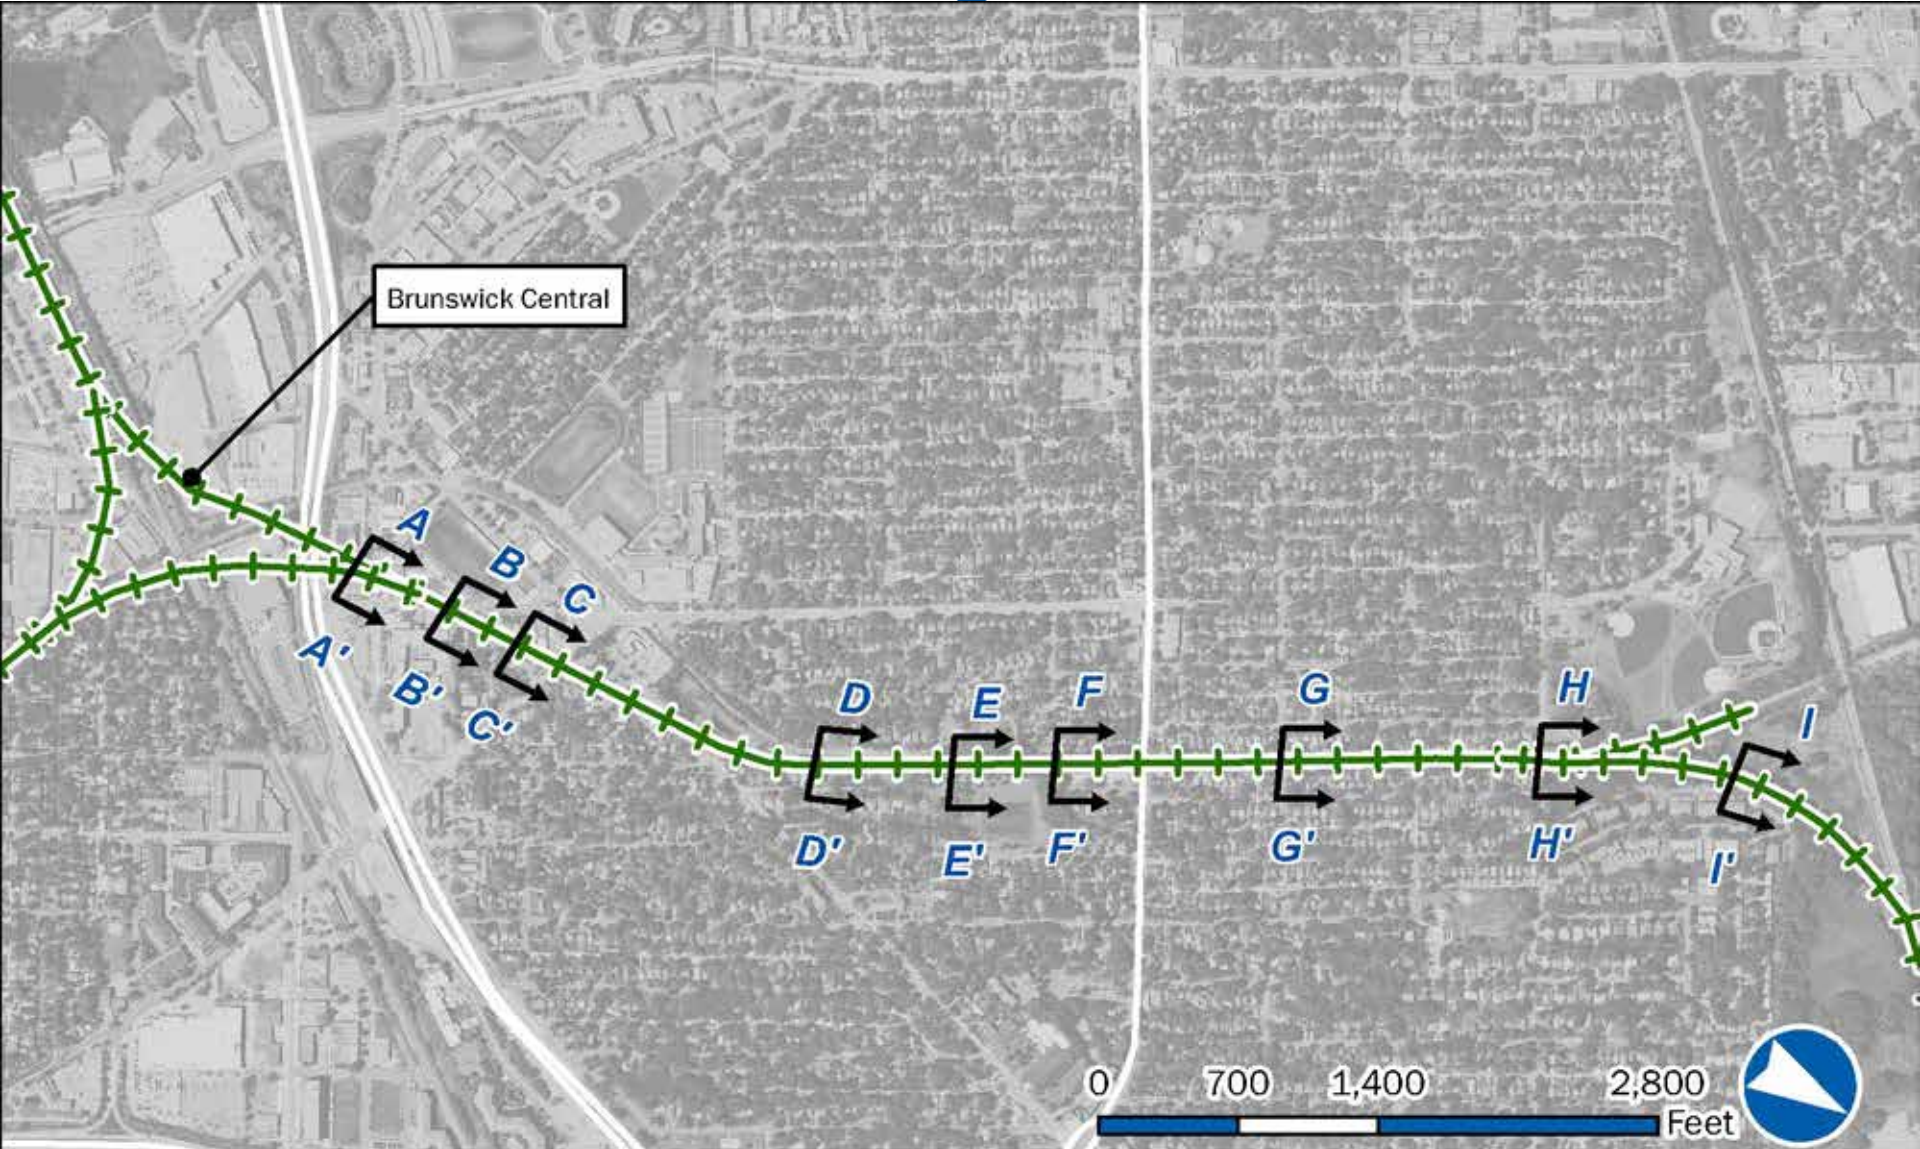 Brunswick Central
A
B
C
A'
B'
C'
D
E
F
G
H
I
D'
E'
F'
G'
H'
I'
0 700 1,400 2,800
Feet